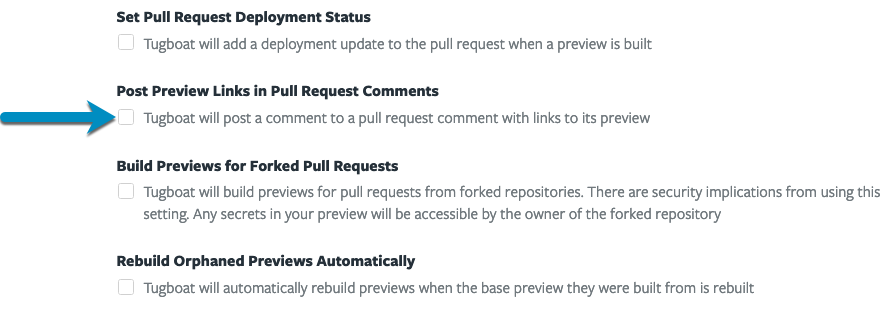 Set Pull Request Deployment Status
Tugboat will add a deployment update to the pull request when a preview is built
Post Preview Links in Pull Request Comments
Tugboat will post a comment to a pull request comment with links to its preview
Build Previews for Forked Pull Requests
Tugboat will build previews for pull requests from forked repositories. There are security implications from using this
setting. Any secrets in your preview will be accessible by the owner of the forked repository
Rebuild Orphaned Previews Automatically
Tugboat will automatically rebuild previews when the base preview they were built from is rebuilt